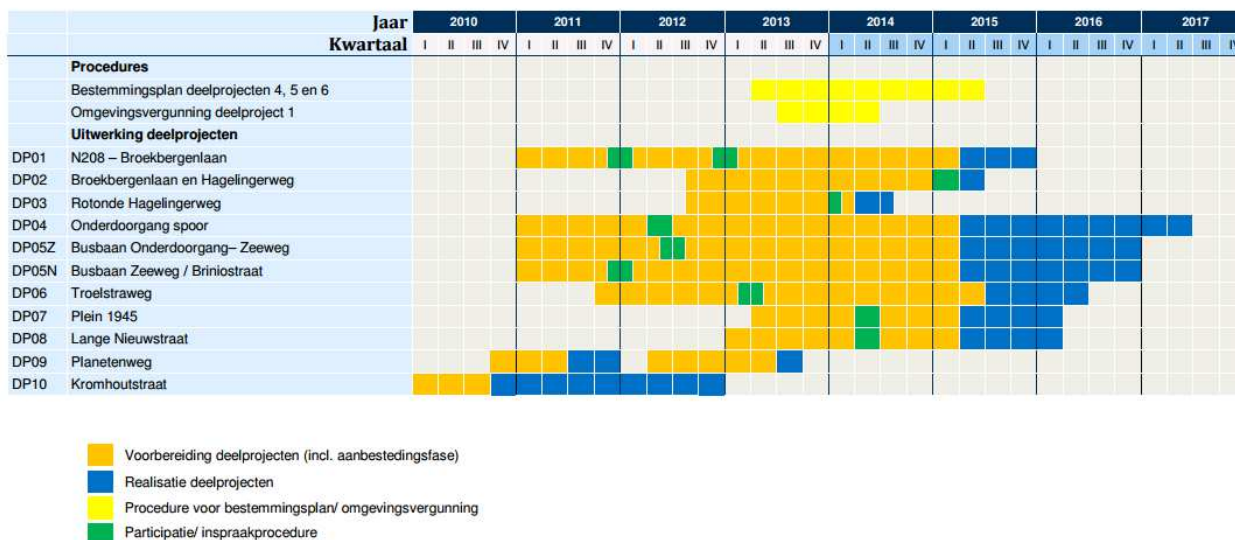 Jaar 2010 2011 2012 2013 2014 2015 2016 2017
Kwartaal I II III IV I II III IV I II III IV I II III IV I II III IV I II III IV I II III IV I II III IV
Procedures
Bestemmingsplan deelprojecten 4, 5 en 6
Omgevingsvergunning deelproject 1
Uitwerking deelprojecten
DP01 N208 – Broekbergenlaan
DP02 Broekbergenlaan en Hagelingerweg
DP03 Rotonde Hagelingerweg
DP04 Onderdoorgang spoor
DP05Z Busbaan Onderdoorgang– Zeeweg
DP05N Busbaan Zeeweg / Briniostraat
DP06 Troelstraweg
DP07 Plein 1945
DP08 Lange Nieuwstraat
DP09 Planetenweg
DP10 Kromhoutstraat
Voorbereiding deelprojecten (incl. aanbestedingsfase)
Realisatie deelprojecten
Procedure voor bestemmingsplan/ omgevingsvergunning
Participatie/ inspraakprocedure